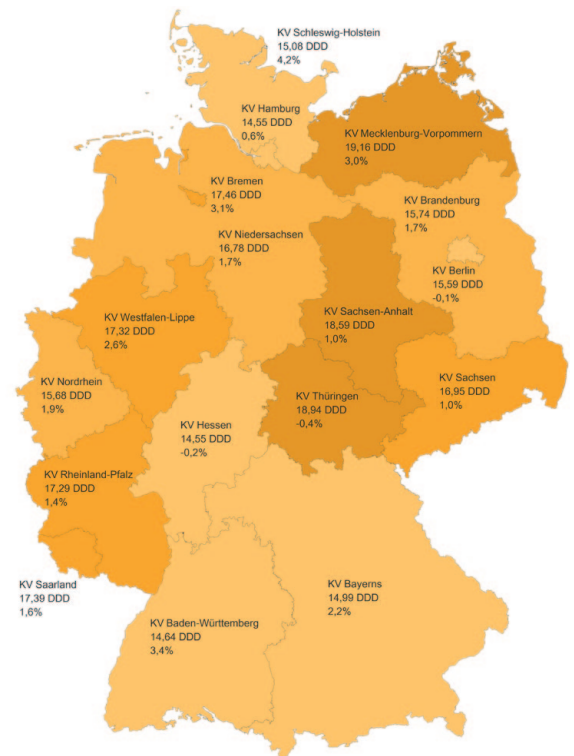 KV Schleswig-Holstein
15,08 DDD
4,2%
KV Hamburg
14,55 DDD
0,6%
KV Mecklenburg-Vorpommern
19,16 DDD
3,0%
KV Bremen
17,46 DDD
3,1%
KV Brandenburg
15,74 DDD
1,7%
KV Niedersachsen
16,78 DDD
1,7%
KV Berlin
15,59 DDD
-0,1%
KV Westfalen-Lippe
17,32 DDD
2,6%
KV Sachsen-Anhalt
18,59 DDD
1,0%
KV Nordrhein
15,68 DDD
1,9%
KV Thüringen
18,94 DDD
-0,4%
KV Sachsen
16,95 DDD
1,0%
KV Hessen
14,55 DDD
-0,2%
KV Rheinland-Pfalz
17,29 DDD
1,4%
KV Saarland
17,39 DDD
1,6%
KV Bayerns
14,99 DDD
2,2%
KV Baden-Württemberg
14,64 DDD
3,4%